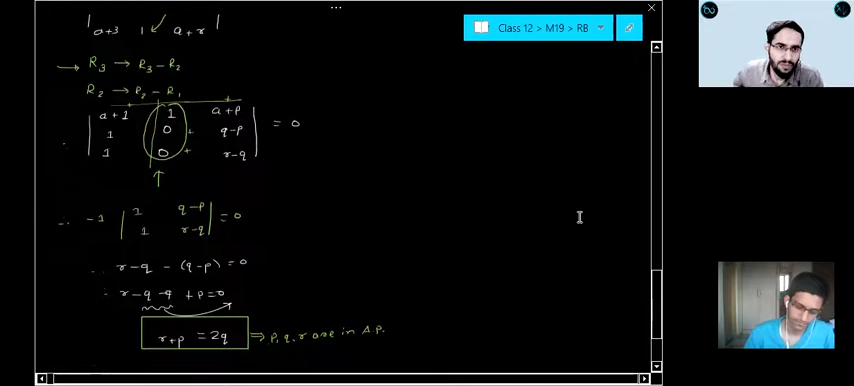 a+3 1 a+r
R3 → R3 - R2
R2 → R2 - R1
a+1 1 a+p
1 0 q-p = 0
1 0 r-q
-1 | 1 q-p | = 0
1 r-q
r-q - (q-p) = 0
r-q-q +p=0
r+p = 2q ⇒ p, q, r are in A.P.
Class 12 > M19 > RB